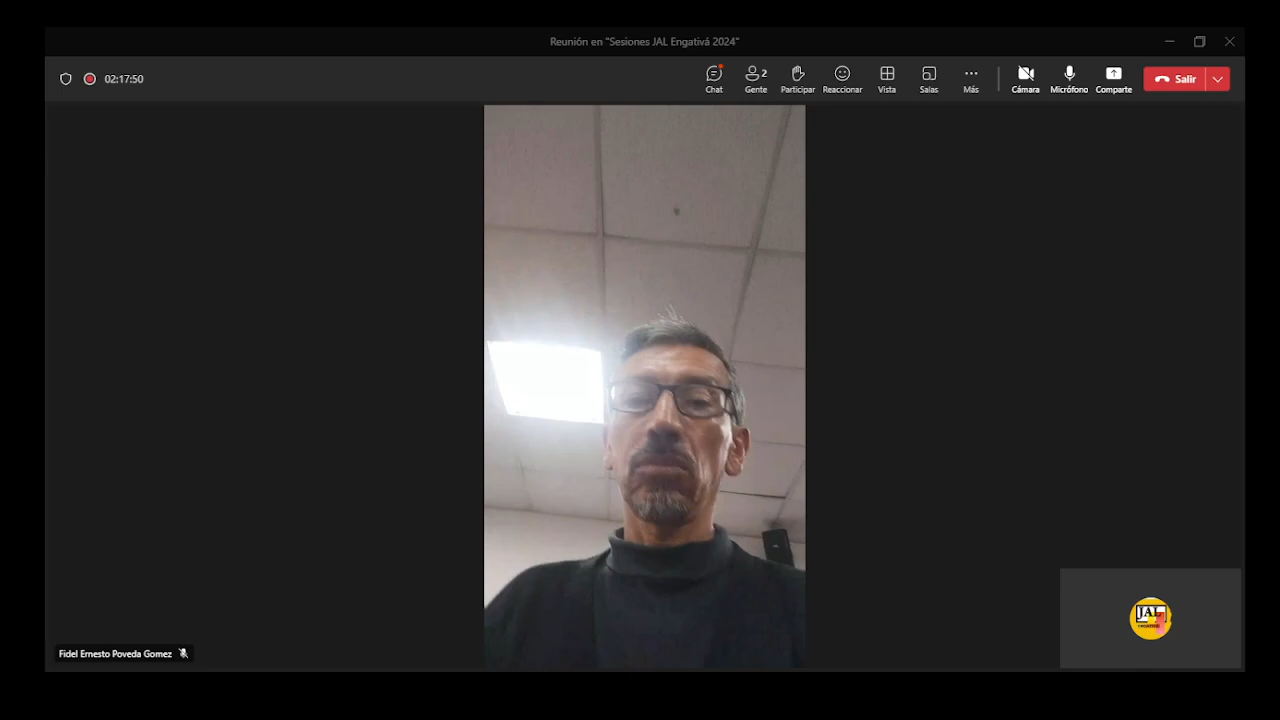 Reunión en "Sesiones JAL Engativá 2024"
02:17:50
Chat
2
Gente
Participar
Reaccionar
Vista
Salas
Más
Cámara
Micrófono
Comparte
Salir
Fidel Ernesto Poveda Gomez
JAL